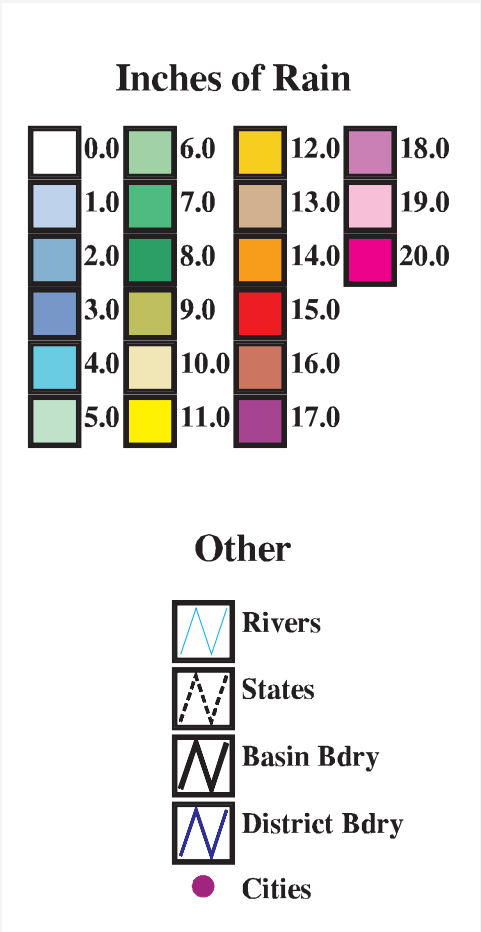 Inches of Rain
0.0 6.0 12.0 18.0
1.0 7.0 13.0 19.0
2.0 8.0 14.0 20.0
3.0 9.0 15.0
4.0 10.0 16.0
5.0 11.0 17.0
Other
Rivers
States
Basin Bdry
District Bdry
Cities